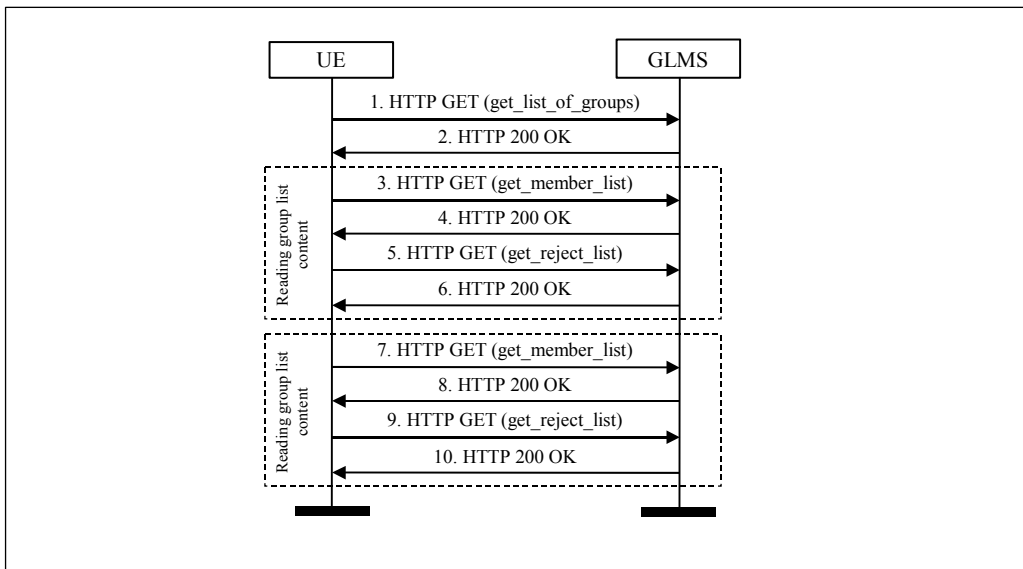 UE
GLMS
1. HTTP GET (get_list_of_groups)
2. HTTP 200 OK
Reading group list
content
3. HTTP GET (get_member_list)
4. HTTP 200 OK
5. HTTP GET (get_reject_list)
6. HTTP 200 OK
Reading group list
content
7. HTTP GET (get_member_list)
8. HTTP 200 OK
9. HTTP GET (get_reject_list)
10. HTTP 200 OK